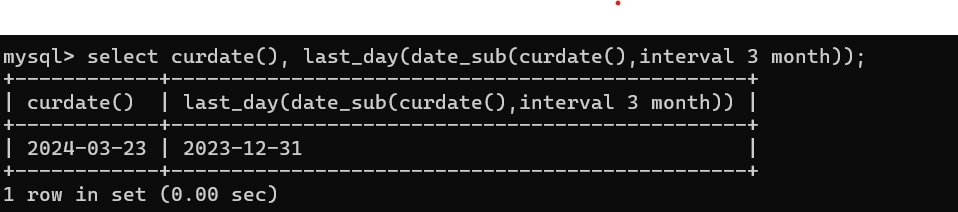 mysql> select curdate(), last_day(date_sub(curdate(),interval 3 month));
+------------+------------------------------------------------+
| curdate()  | last_day(date_sub(curdate(),interval 3 month)) |
+------------+------------------------------------------------+
| 2024-03-23 | 2023-12-31                                     |
+------------+------------------------------------------------+
1 row in set (0.00 sec)